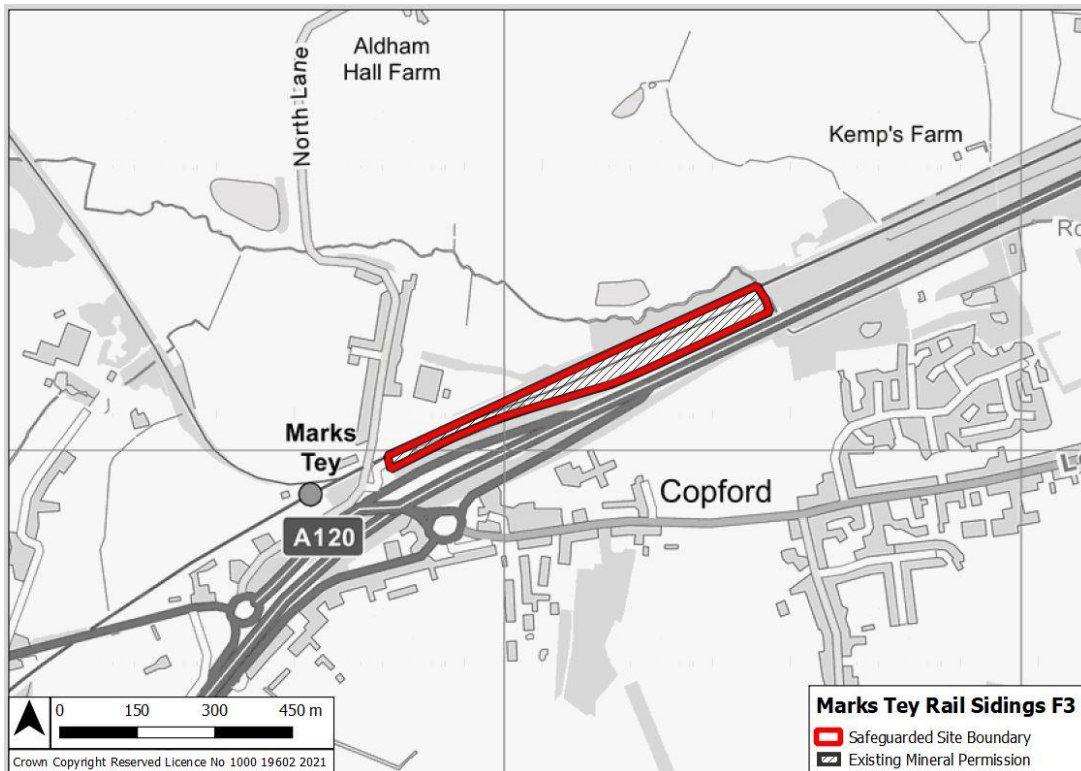 Aldham
Hall Farm
North Lane
Kemp's Farm
Marks
Tey
A120
Copford
0 150 300 450 m
Crown Copyright Reserved Licence No 1000 19602 2021
Marks Tey Rail Sidings F3
Safeguarded Site Boundary
Existing Mineral Permission